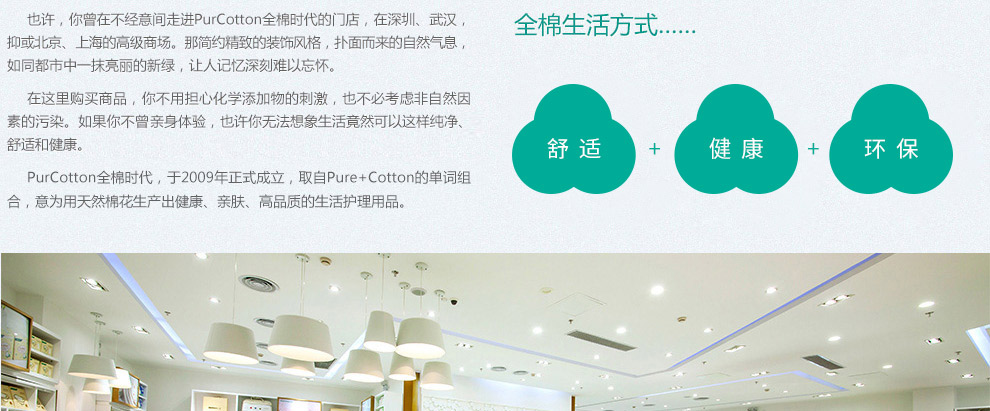 也许，你曾在不经意间走进PurCotton全棉时代的门店，在深圳、武汉，
抑或北京、上海的高级商场。那简约精致的装饰风格，扑面而来的自然气息，
如同都市中一抹亮丽的新绿，让人记忆深刻难以忘怀。
在这里购买商品，你不用担心化学添加物的刺激，也不必考虑非自然因
素的污染。如果你不曾亲身体验，也许你无法想象生活竟然可以这样纯净、
舒适和健康。
PurCotton全棉时代，于2009年正式成立，取自Pure+Cotton的单词组
合，意为用天然棉花生产出健康、亲肤、高品质的生活护理用品。
全棉生活方式……
舒适 + 健康 + 环保